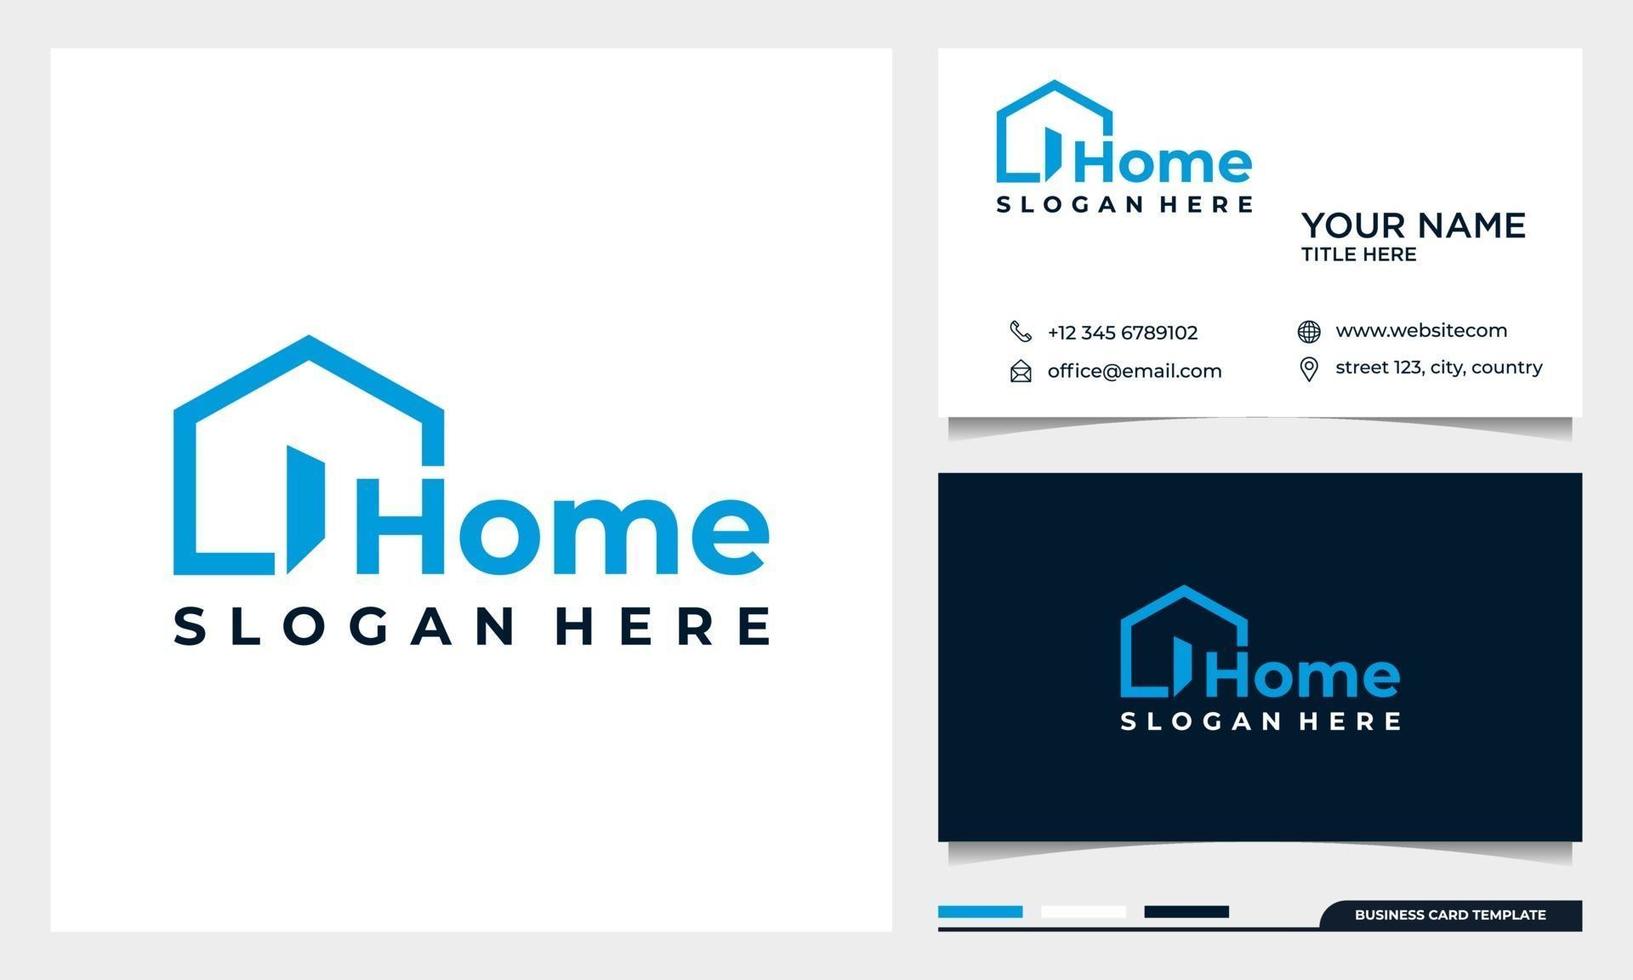 Home
SLOGAN HERE
Home
SLOGAN HERE
YOUR NAME
TITLE HERE
+12 345 6789102
office@email.com
www.websitecom
street 123, city, country
Home
SLOGAN HERE
BUSINESS CARD TEMPLATE